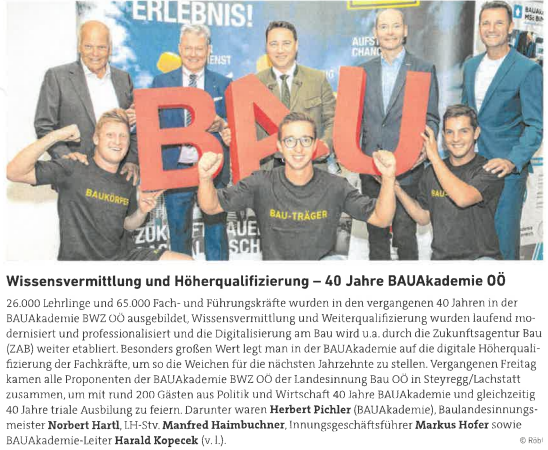 ERLEBNIS!
BAUAkade
BAU
BAUKÖRPER
BAU-TRÄGER
BAU-
Wissensvermittlung und Höherqualifizierung – 40 Jahre BAUAkademie OÖ
26.000 Lehrlinge und 65.000 Fach- und Führungskräfte wurden in den vergangenen 40 Jahren in der
BAUAkademie BWZ OÖ ausgebildet, Wissensvermittlung und Weiterqualifizierung wurden laufend mo-
dernisiert und professionalisiert und die Digitalisierung am Bau wird u.a. durch die Zukunftsagentur Bau
(ZAB) weiter etabliert. Besonders großen Wert legt man in der BAUAkademie auf die digitale Höherquali-
fizierung der Fachkräfte, um so die Weichen für die nächsten Jahrzehnte zu stellen. Vergangenen Freitag
kamen alle Proponenten der BAUAkademie BWZ OÖ der Landesinnung Bau OÖ in Steyregg/Lachstatt
zusammen, um mit rund 200 Gästen aus Politik und Wirtschaft 40 Jahre BAUAkademie und gleichzeitig
40 Jahre triale Ausbilung zu feiern. Darunter waren Herbert Pichler (BAUAkademie), Baulandesinnungs-
meister Norbert Hartl, LH-Stv. Manfred Haimbuchner, Innungsgeschäftsführer Markus Hofer sowie
BAUAkademie-Leiter Harald Kopecek (v. l.).
© Röbl